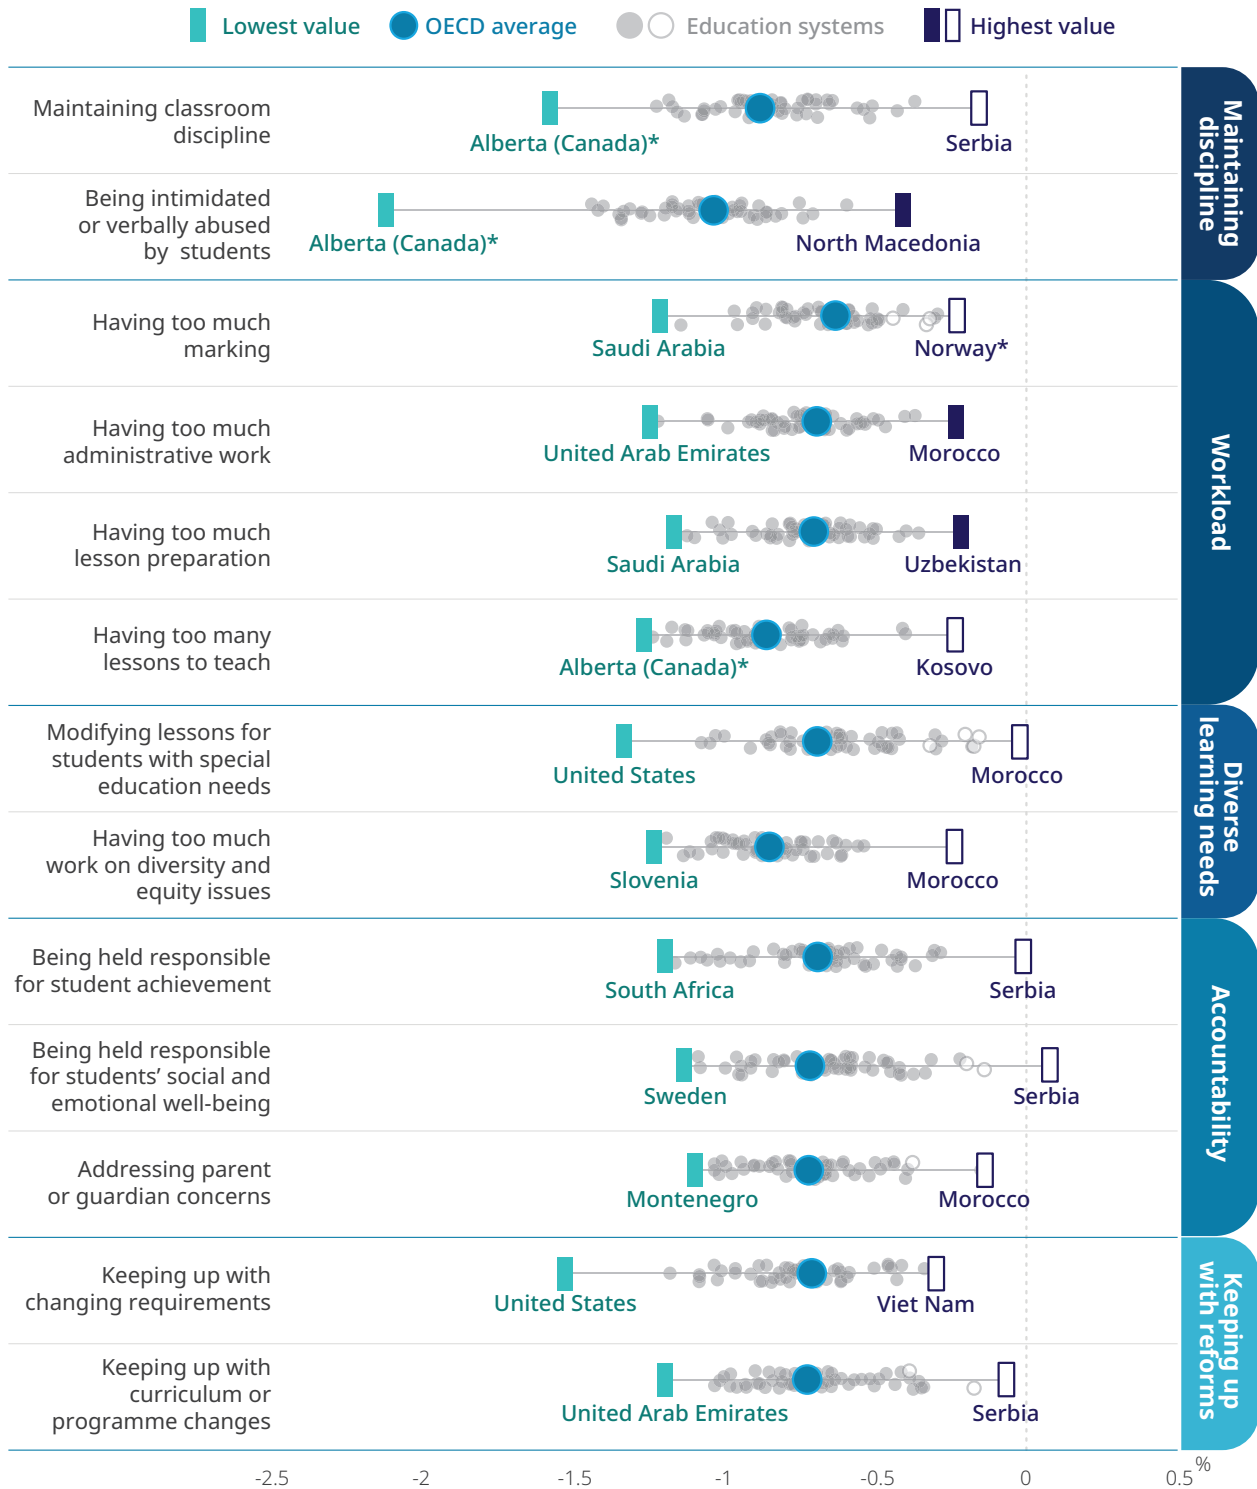 Lowest value
OECD average
Education systems
Highest value
Maintaining classroom
discipline
Alberta (Canada)*
Serbia
Being intimidated
or verbally abused
by students
Alberta (Canada)*
North Macedonia
Maintaining
discipline
Having too much
marking
Saudi Arabia
Norway*
Having too much
administrative work
United Arab Emirates
Morocco
Having too much
lesson preparation
Saudi Arabia
Uzbekistan
Having too many
lessons to teach
Alberta (Canada)*
Kosovo
Workload
Modifying lessons for
students with special
education needs
United States
Morocco
Having too much
work on diversity and
equity issues
Slovenia
Morocco
Diverse
learning needs
Being held responsible
for student achievement
South Africa
Serbia
Being held responsible
for students’ social and
emotional well-being
Sweden
Serbia
Addressing parent
or guardian concerns
Montenegro
Morocco
Accountability
Keeping up with
changing requirements
United States
Viet Nam
Keeping up with
curriculum or
programme changes
United Arab Emirates
Serbia
Keeping up
with reforms
-2.5 -2 -1.5 -1 -0.5 0 0.5 %